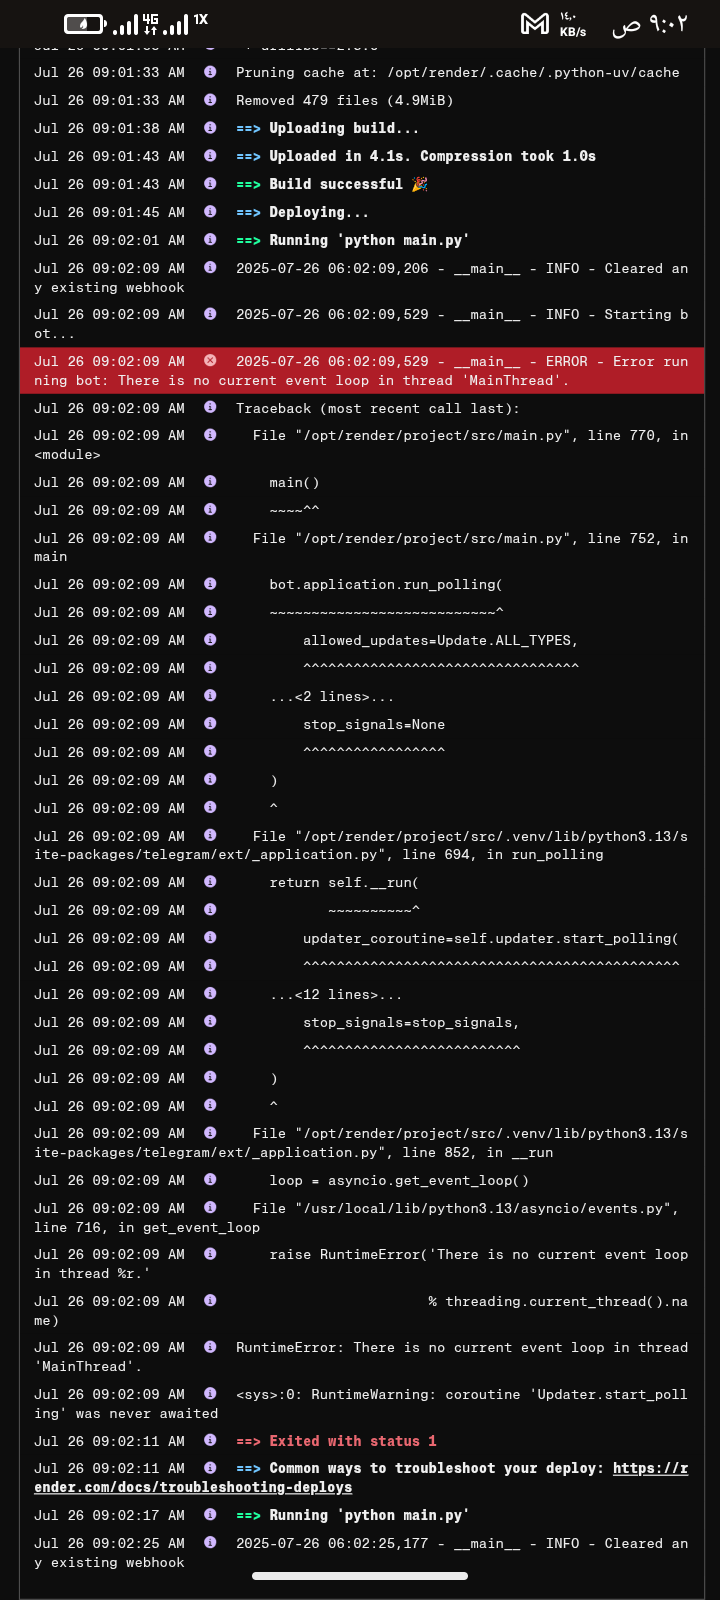 4G 1X ١٤,٠ KB/s ٩:٠٢ ص
Jul 26 09:01:33 AM Pruning cache at: /opt/render/.cache/.python-uv/cache
Jul 26 09:01:33 AM Removed 479 files (4.9MiB)
Jul 26 09:01:38 AM ==> Uploading build...
Jul 26 09:01:43 AM ==> Uploaded in 4.1s. Compression took 1.0s
Jul 26 09:01:43 AM ==> Build successful 🎉
Jul 26 09:01:45 AM ==> Deploying...
Jul 26 09:02:01 AM ==> Running 'python main.py'
Jul 26 09:02:09 AM 2025-07-26 06:02:09,206 - __main__ - INFO - Cleared an
y existing webhook
Jul 26 09:02:09 AM 2025-07-26 06:02:09,529 - __main__ - INFO - Starting b
ot...
Jul 26 09:02:09 AM 2025-07-26 06:02:09,529 - __main__ - ERROR - Error run
ning bot: There is no current event loop in thread 'MainThread'.
Jul 26 09:02:09 AM Traceback (most recent call last):
Jul 26 09:02:09 AM   File "/opt/render/project/src/main.py", line 770, in
<module>
Jul 26 09:02:09 AM     main()
Jul 26 09:02:09 AM     ~~~~^^
Jul 26 09:02:09 AM   File "/opt/render/project/src/main.py", line 752, in
main
Jul 26 09:02:09 AM     bot.application.run_polling(
Jul 26 09:02:09 AM     ~~~~~~~~~~~~~~~~~~~~~~~~~~~^
Jul 26 09:02:09 AM         allowed_updates=Update.ALL_TYPES,
Jul 26 09:02:09 AM         ^^^^^^^^^^^^^^^^^^^^^^^^^^^^^^^^^
Jul 26 09:02:09 AM     ...<2 lines>...
Jul 26 09:02:09 AM         stop_signals=None
Jul 26 09:02:09 AM         ^^^^^^^^^^^^^^^^^
Jul 26 09:02:09 AM     )
Jul 26 09:02:09 AM     ^
Jul 26 09:02:09 AM   File "/opt/render/project/src/.venv/lib/python3.13/s
ite-packages/telegram/ext/_application.py", line 694, in run_polling
Jul 26 09:02:09 AM     return self.__run(
Jul 26 09:02:09 AM            ~~~~~~~~~~^
Jul 26 09:02:09 AM         updater_coroutine=self.updater.start_polling(
Jul 26 09:02:09 AM         ^^^^^^^^^^^^^^^^^^^^^^^^^^^^^^^^^^^^^^^^^^^^^
Jul 26 09:02:09 AM     ...<12 lines>...
Jul 26 09:02:09 AM         stop_signals=stop_signals,
Jul 26 09:02:09 AM         ^^^^^^^^^^^^^^^^^^^^^^^^^^
Jul 26 09:02:09 AM     )
Jul 26 09:02:09 AM     ^
Jul 26 09:02:09 AM   File "/opt/render/project/src/.venv/lib/python3.13/s
ite-packages/telegram/ext/_application.py", line 852, in __run
Jul 26 09:02:09 AM     loop = asyncio.get_event_loop()
Jul 26 09:02:09 AM   File "/usr/local/lib/python3.13/asyncio/events.py",
line 716, in get_event_loop
Jul 26 09:02:09 AM     raise RuntimeError('There is no current event loop
in thread %r.'
Jul 26 09:02:09 AM                        % threading.current_thread().na
me)
Jul 26 09:02:09 AM RuntimeError: There is no current event loop in thread
'MainThread'.
Jul 26 09:02:09 AM <sys>:0: RuntimeWarning: coroutine 'Updater.start_poll
ing' was never awaited
Jul 26 09:02:11 AM ==> Exited with status 1
Jul 26 09:02:11 AM ==> Common ways to troubleshoot your deploy: https://r
ender.com/docs/troubleshooting-deploys
Jul 26 09:02:17 AM ==> Running 'python main.py'
Jul 26 09:02:25 AM 2025-07-26 06:02:25,177 - __main__ - INFO - Cleared an
y existing webhook